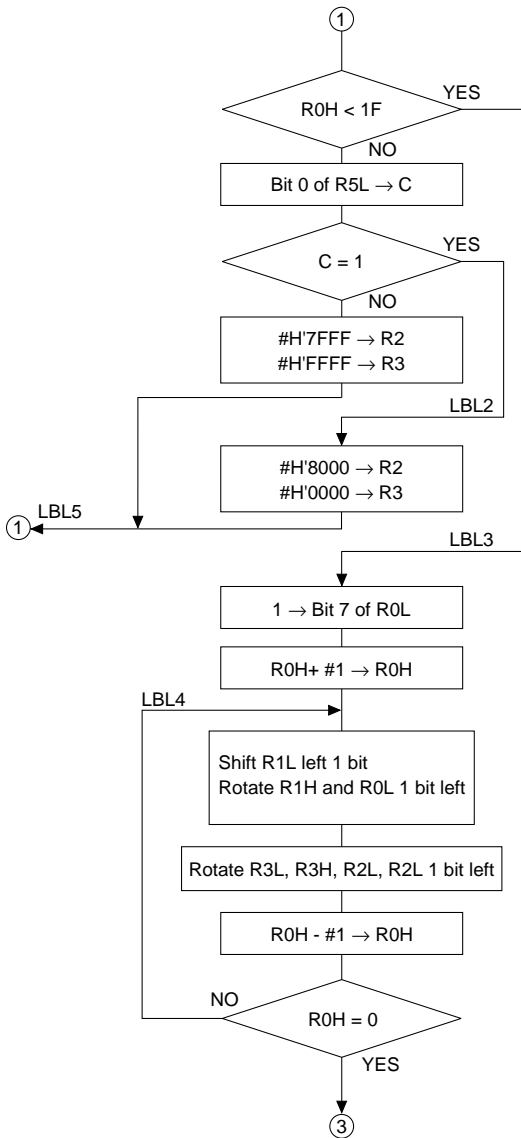 1
YES
R0H < 1F
NO
Bit 0 of R5L → C
YES
C = 1
NO
#H'7FFF → R2
#H'FFFF → R3
LBL2
#H'8000 → R2
#H'0000 → R3
LBL5
1
LBL3
1 → Bit 7 of R0L
R0H+ #1 → R0H
LBL4
Shift R1L left 1 bit
Rotate R1H and R0L 1 bit left
Rotate R3L, R3H, R2L, R2L 1 bit left
R0H - #1 → R0H
NO
R0H = 0
YES
3